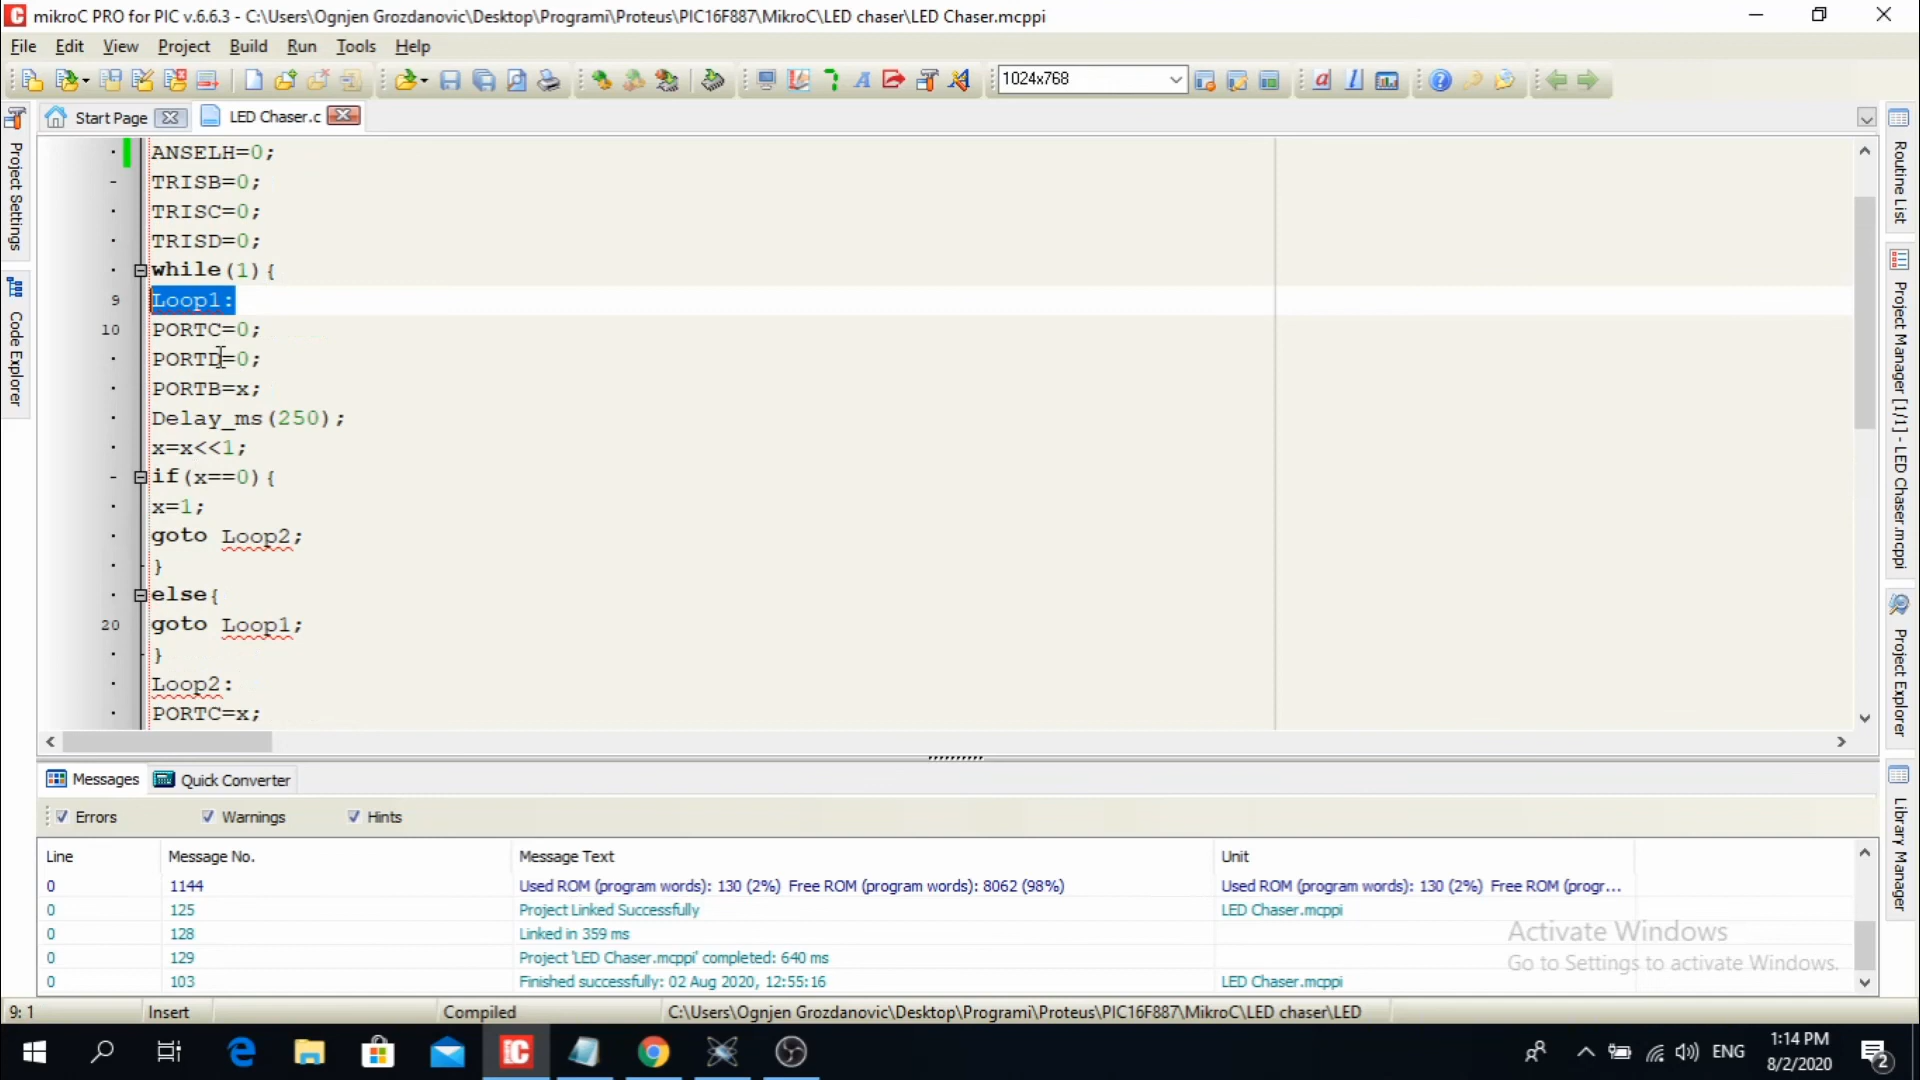 mikroC PRO for PIC v.6.6.3 - C:\Users\Ognjen Grozdanovic\Desktop\Programi\Proteus\PIC16F887\MikroC\LED chaser\LED Chaser.mcppi
File Edit View Project Build Run Tools Help
1024x768
Start Page LED Chaser.c
Project Settings
Code Explorer
ANSELH=0;
TRISB=0;
TRISC=0;
TRISD=0;
while(1){
9 Loop1:
10 PORTC=0;
PORTD=0;
PORTB=x;
Delay_ms(250);
x=x<<1;
if(x==0){
x=1;
goto Loop2;
}
else{
20 goto Loop1;
}
Loop2:
PORTC=x;
Routine List
Project Manager [1/1] - LED Chaser.mcppi
Project Explorer
Library Manager
Messages Quick Converter
Errors Warnings Hints
Line Message No. Message Text Unit
0 1144 Used ROM (program words): 130 (2%) Free ROM (program words): 8062 (98%) Used ROM (program words): 130 (2%) Free ROM (progr...
0 125 Project Linked Successfully LED Chaser.mcppi
0 128 Linked in 359 ms
0 129 Project 'LED Chaser.mcppi' completed: 640 ms
0 103 Finished successfully: 02 Aug 2020, 12:55:16 LED Chaser.mcppi
Activate Windows
Go to Settings to activate Windows.
9: 1 Insert Compiled C:\Users\Ognjen Grozdanovic\Desktop\Programi\Proteus\PIC16F887\MikroC\LED chaser\LED
ENG
1:14 PM
8/2/2020
2